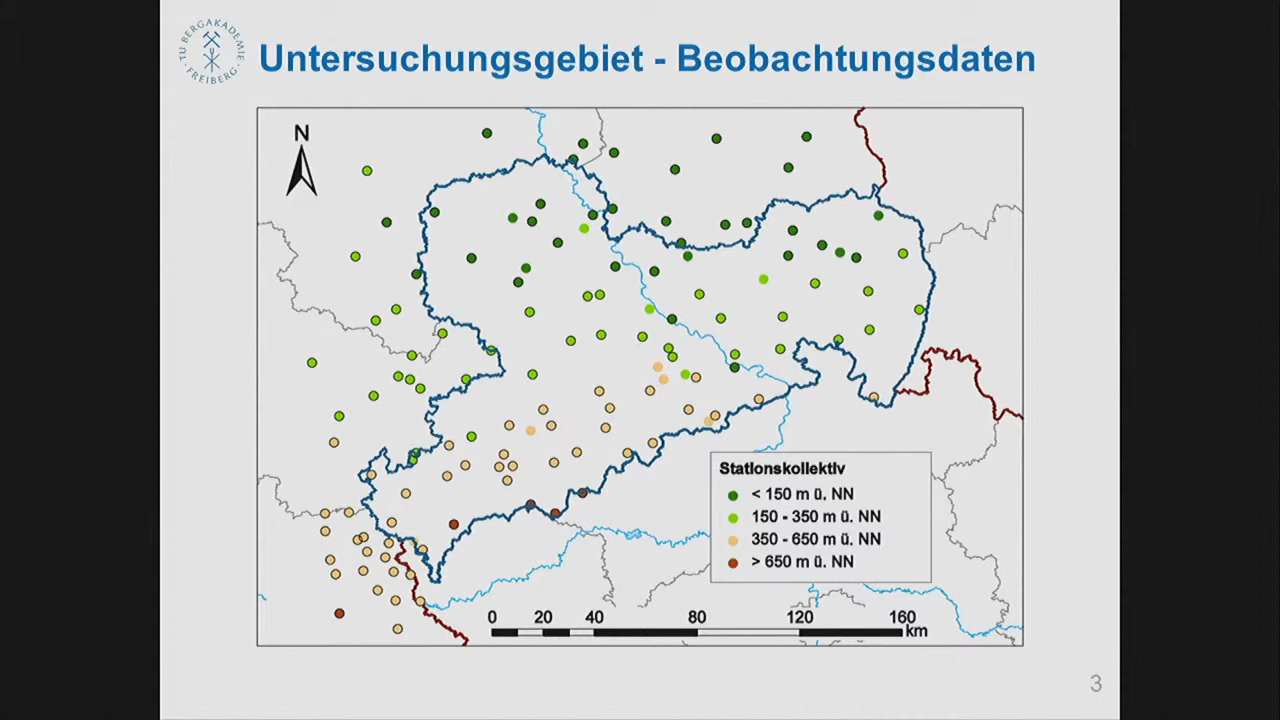 TU BERGAKADEMIE
FREIBERG
Untersuchungsgebiet - Beobachtungsdaten
N
Stationskollektiv
< 150 m ü. NN
150 - 350 m ü. NN
350 - 650 m ü. NN
> 650 m ü. NN
0 20 40 80 120 160
km
3